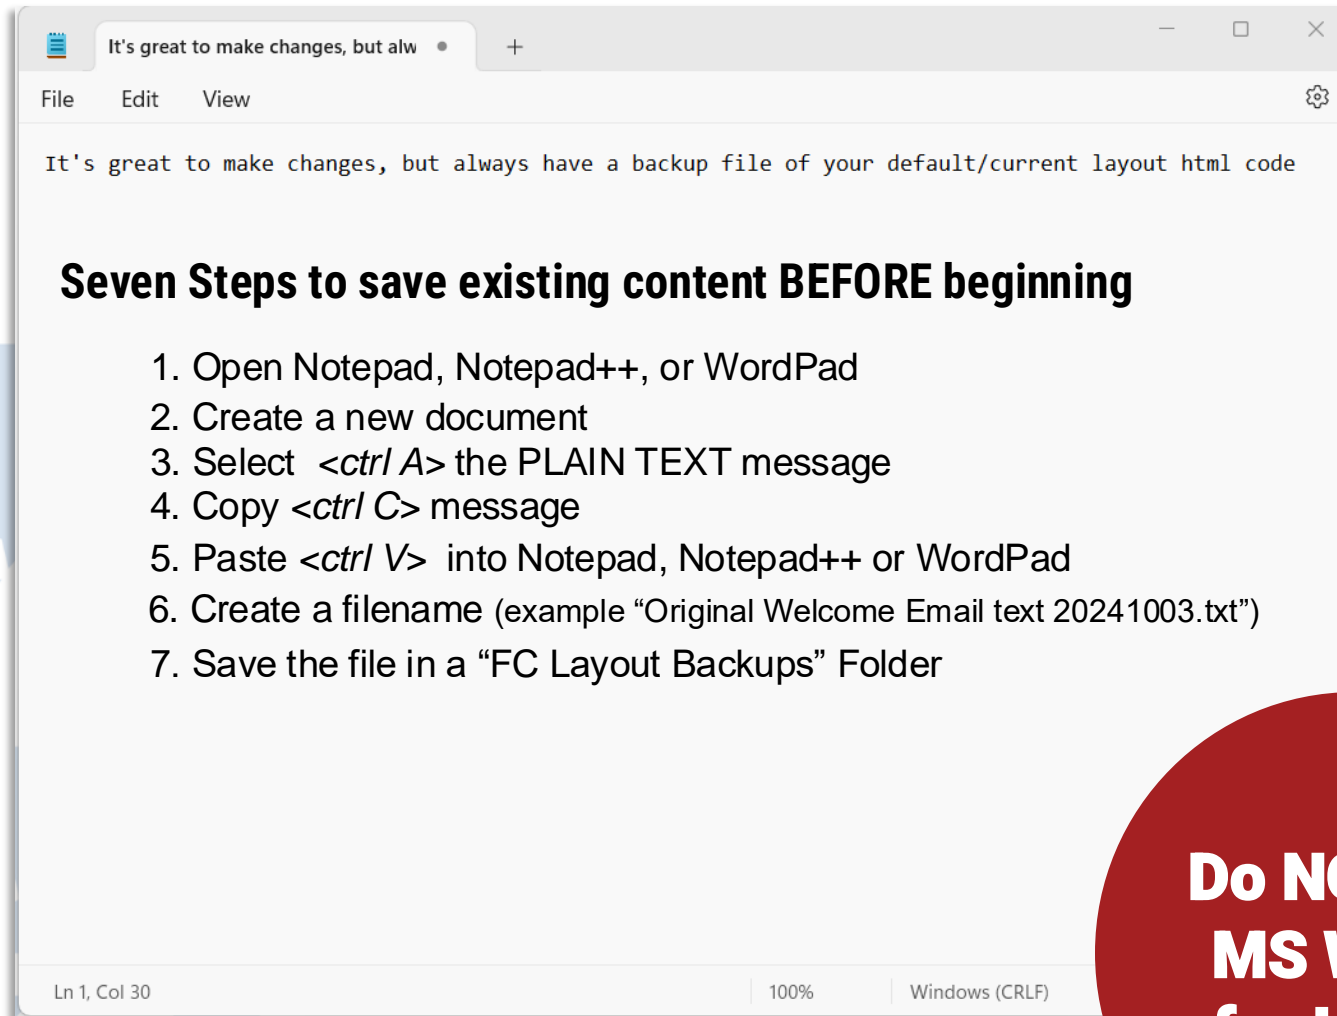 It's great to make changes, but alw
File Edit View
It's great to make changes, but always have a backup file of your default/current layout html code
Seven Steps to save existing content BEFORE beginning
1. Open Notepad, Notepad++, or WordPad
2. Create a new document
3. Select <ctrl A> the PLAIN TEXT message
4. Copy <ctrl C> message
5. Paste <ctrl V> into Notepad, Notepad++ or WordPad
6. Create a filename (example “Original Welcome Email text 20241003.txt”)
7. Save the file in a “FC Layout Backups” Folder
Do
MS
Ln 1, Col 30 100% Windows (CRLF)